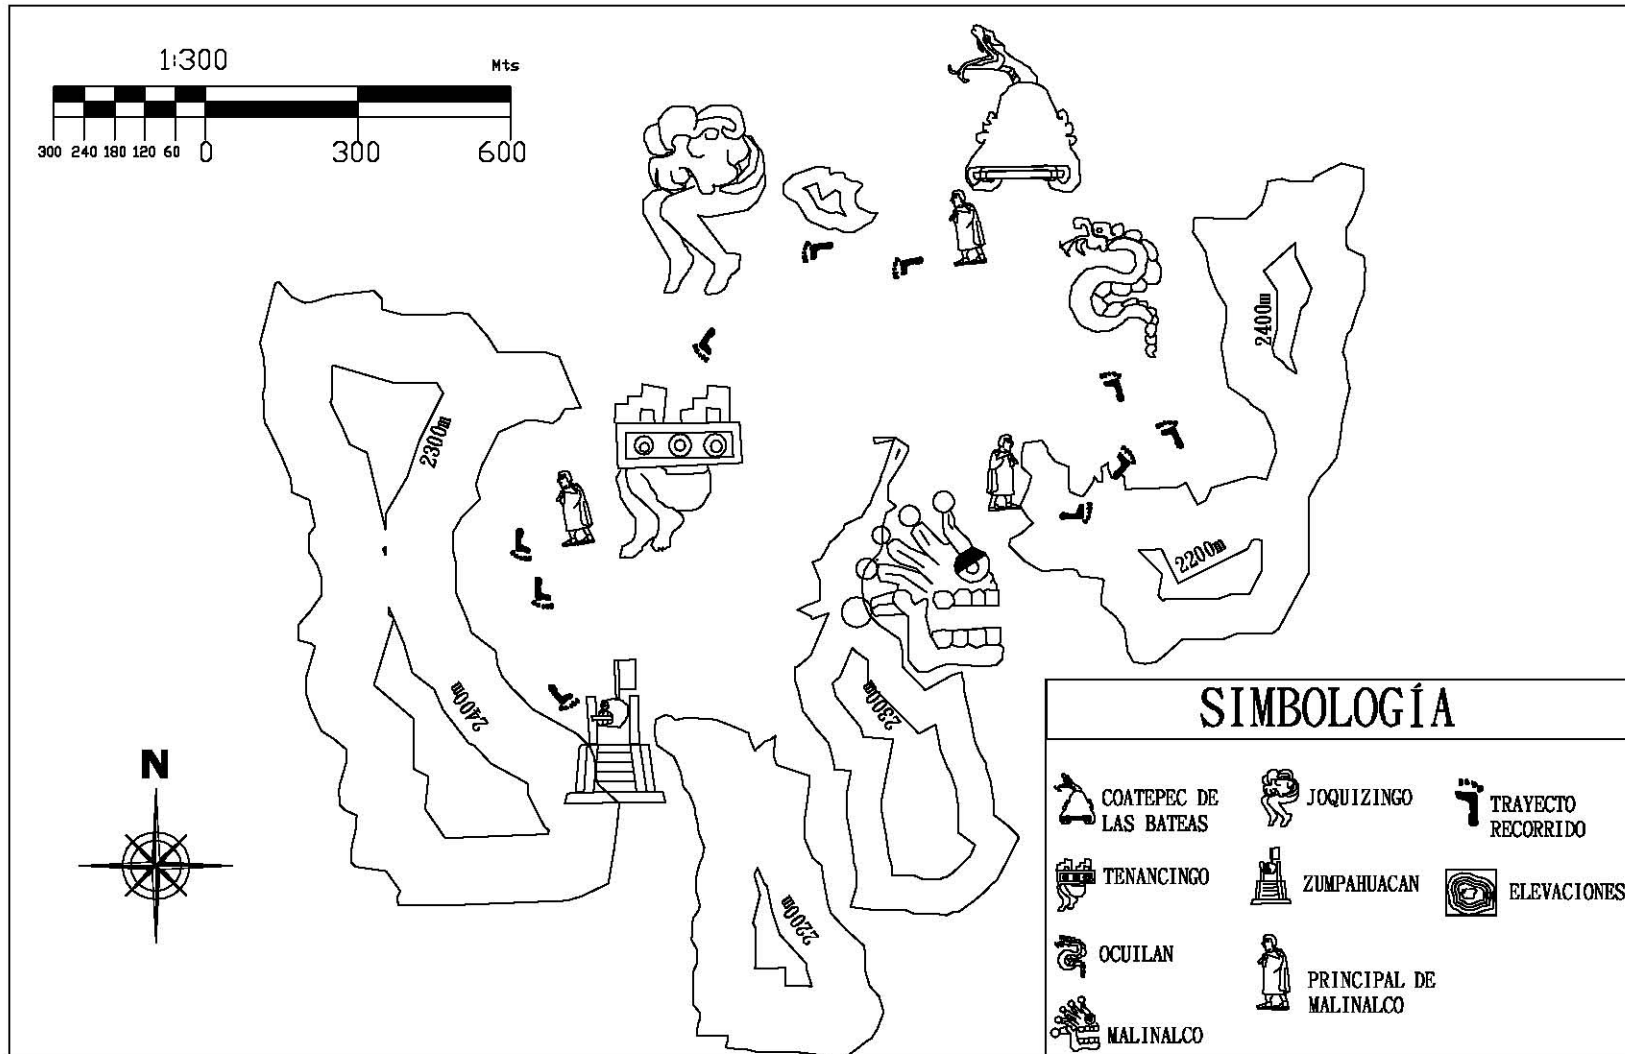 1:300
Mts
300 240 180 120 60 0 300 600
2300m
2400m
2400m
2200m
2300m
2200m
N
SIMBOLOGÍA
COATEPEC DE
LAS BATEAS
JOQUIZINGO
TRAYECTO
RECORRIDO
TENANCINGO
ZUMPAHUACAN
ELEVACIONES
OCUILAN
PRINCIPAL DE
MALINALCO
MALINALCO